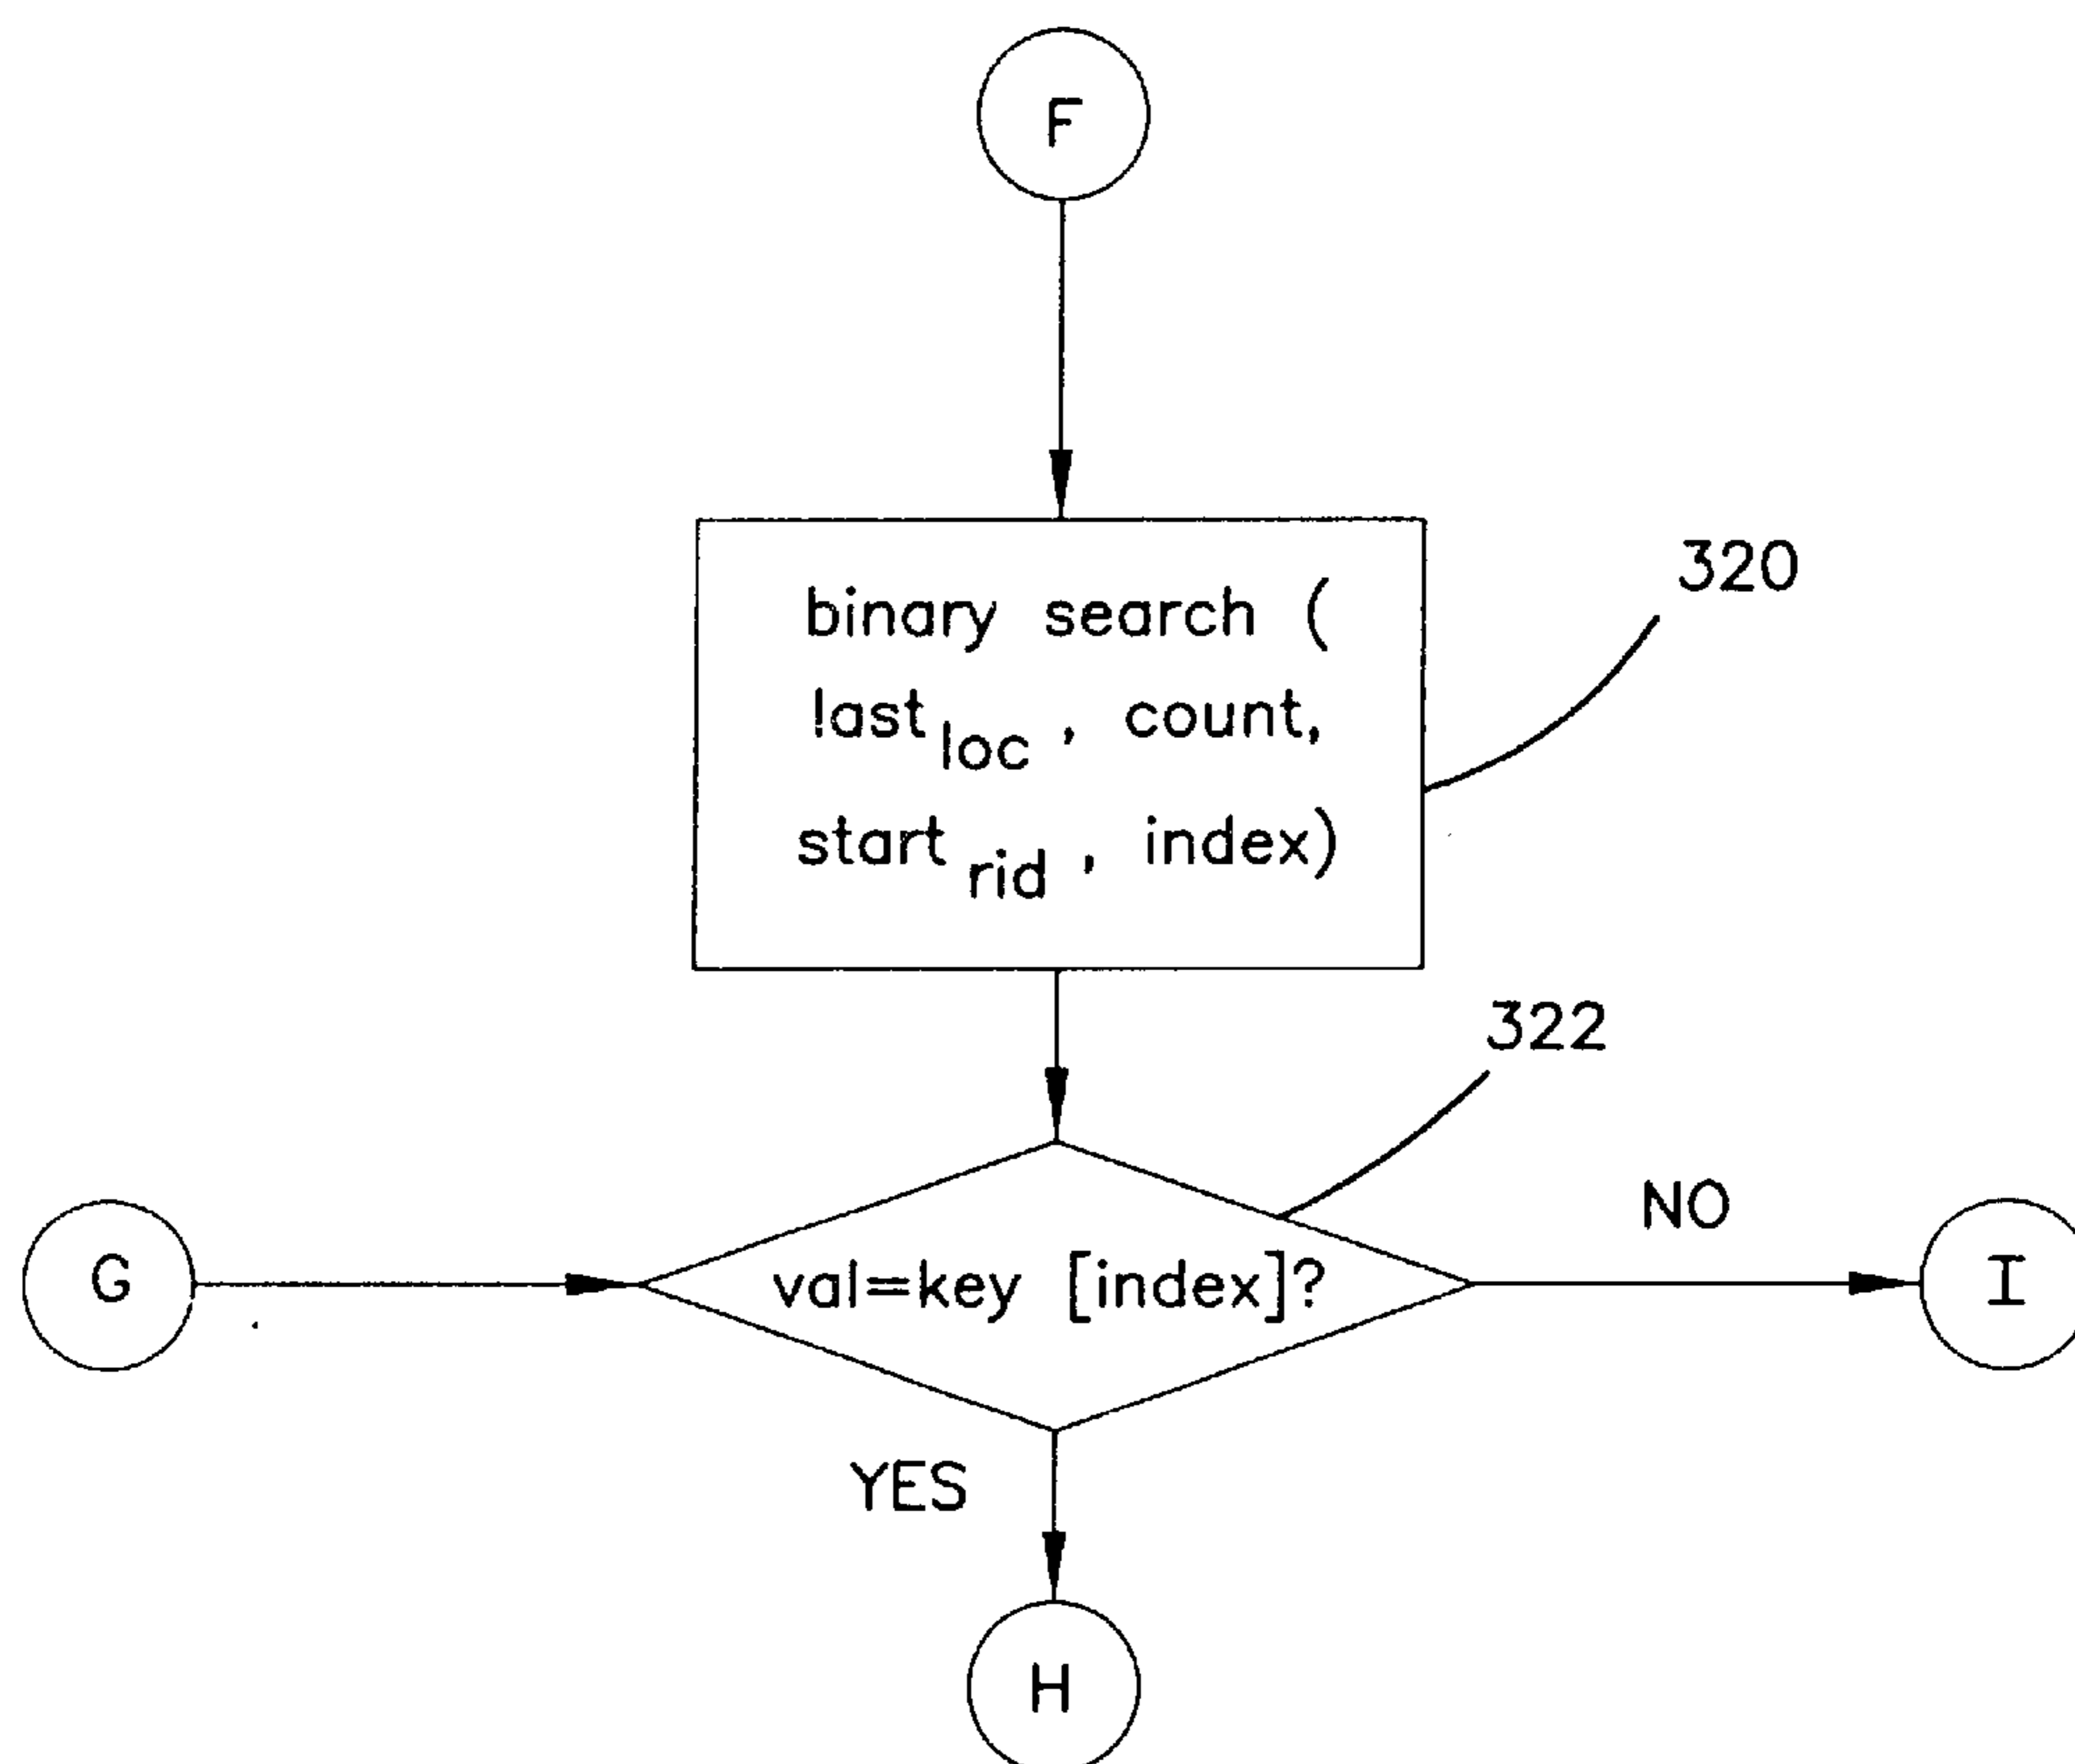 F
binary search (
!last loc , count,
start rid , index)
320
322
G
val=key [index]?
NO
I
YES
H